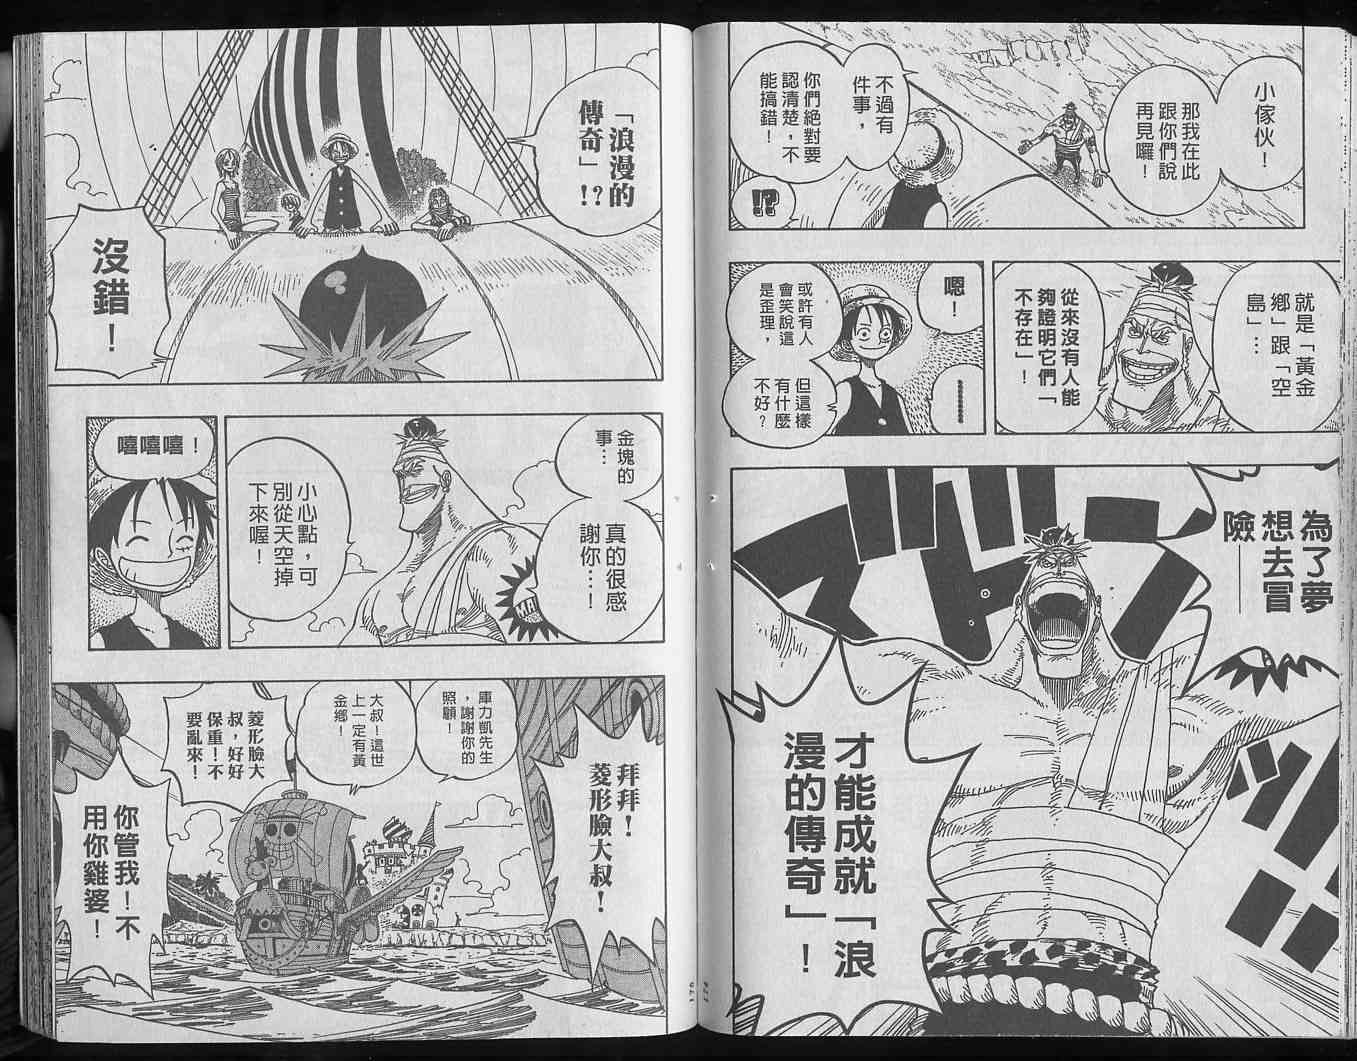 小傢伙！
那我在此
跟你們說
再見囉！
不過有
件事，
你們絕對要
認清楚，不
能搞錯！
!?
就是「黃金
鄉」跟「空
島」…
從來沒有人能
夠證明它們「
不存在」！
嗯！
…………
或許有人
會笑說這
是歪理，
但這樣
有什麼
不好？
為了夢
想去冒
險──
才能成就「浪
漫的傳奇」！
ドドン
「浪漫的
傳奇」!?
沒錯！
金塊的
事…
真的很感
謝你…！
小心點，可
別從天空掉
下來喔！
嘻嘻嘻！
拜拜！
菱形臉大叔！
庫力凱先生
，謝謝你的
照顧！
大叔！這世
上一定有黃
金鄉！
菱形臉大
叔，好好
保重！不
要亂來！
你管我！不
用你雞婆！
176